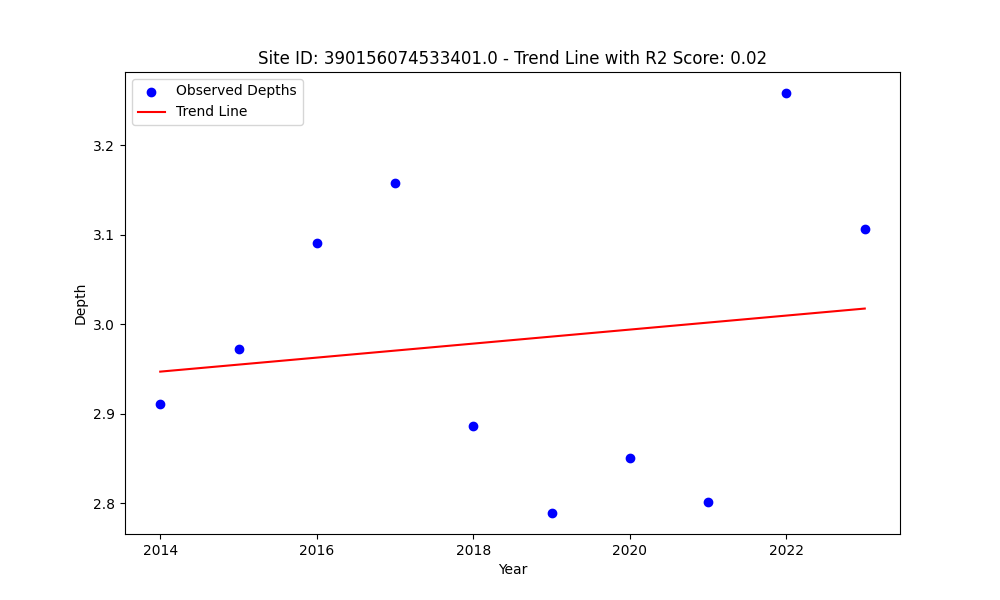 Site ID: 390156074533401.0 - Trend Line with R2 Score: 0.02
Observed Depths
Trend Line
3.2
3.1
3.0
2.9
2.8
Depth
2014
2016
2018
2020
2022
Year